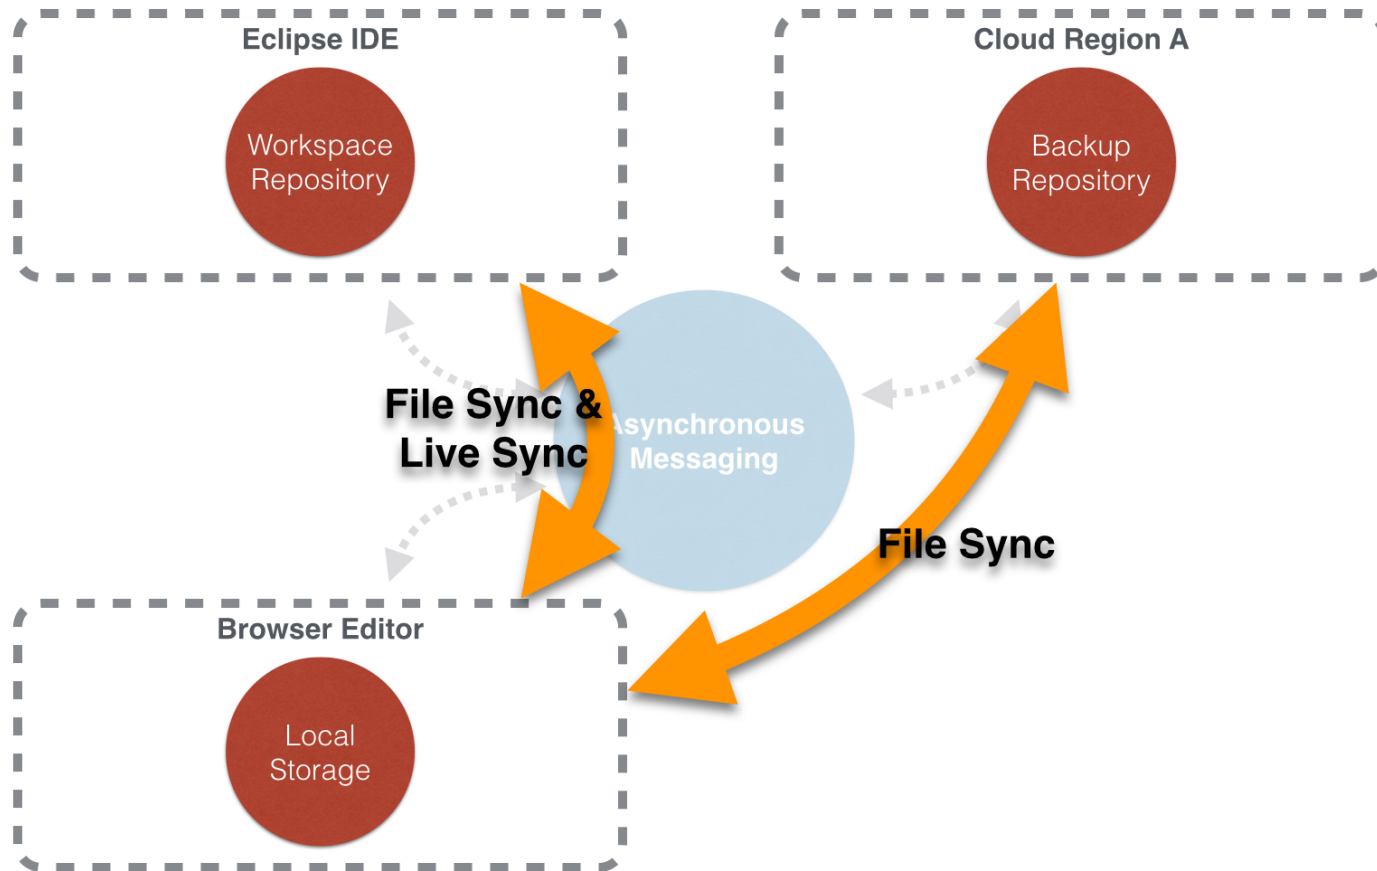 Eclipse IDE
Workspace
Repository
Cloud Region A
Backup
Repository
File Sync &
Live Sync
Asynchronous
Messaging
File Sync
Browser Editor
Local
Storage